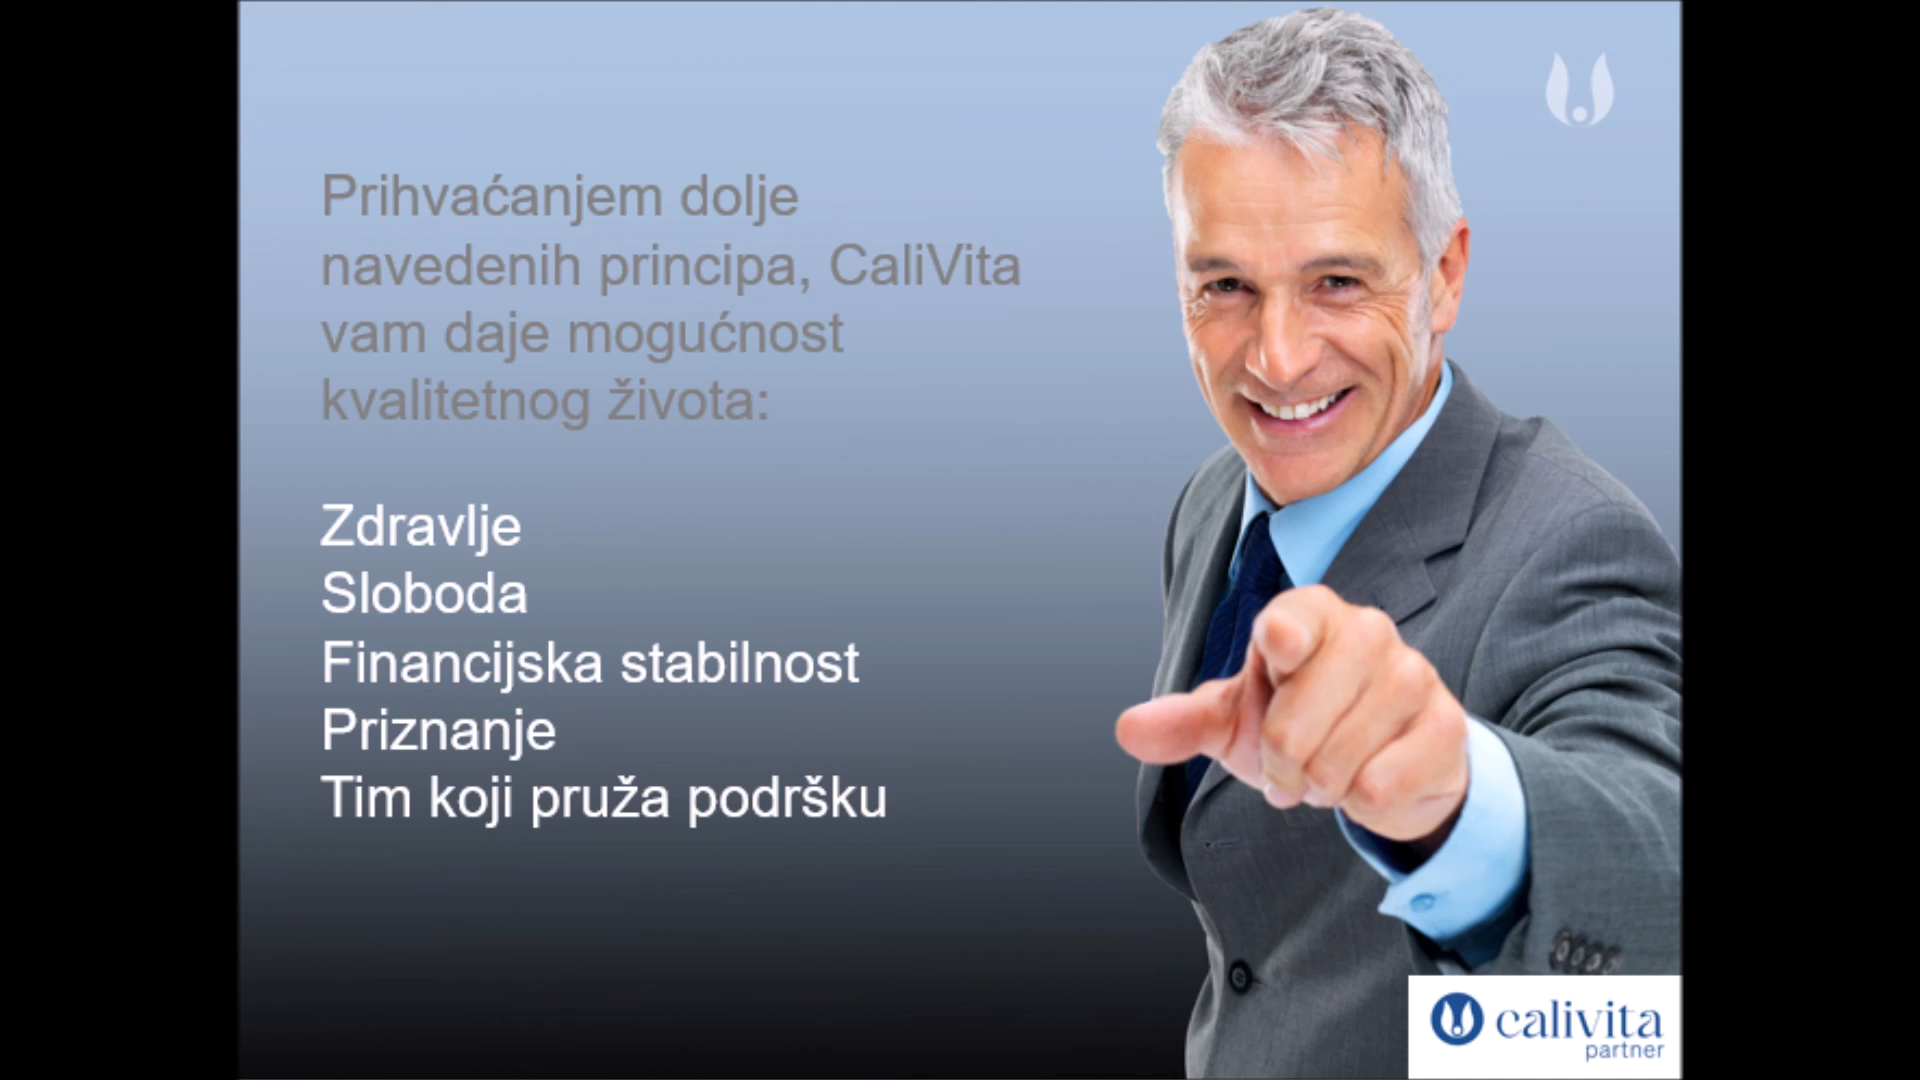 Prihvaćanjem dolje
navedenih principa, CaliVita
vam daje mogućnost
kvalitetnog života:
Zdravlje
Sloboda
Financijska stabilnost
Priznanje
Tim koji pruža podršku
calivita
partner